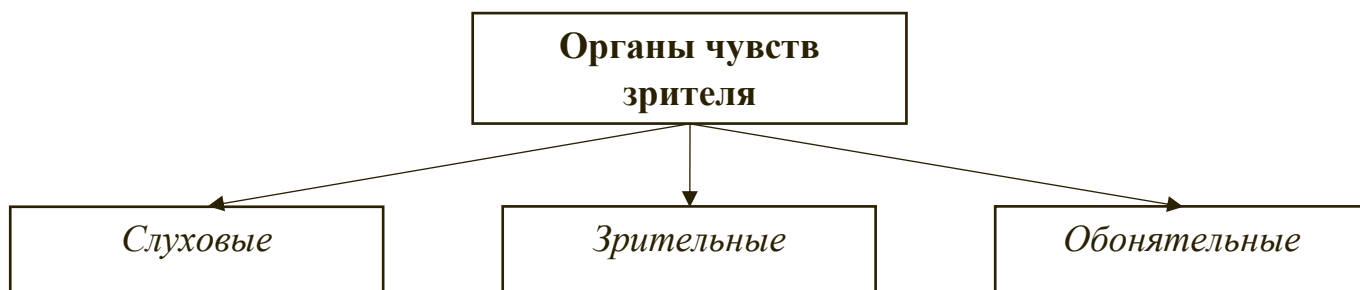 Органы чувств
зрителя
Слуховые
Зрительные
Обонятельные